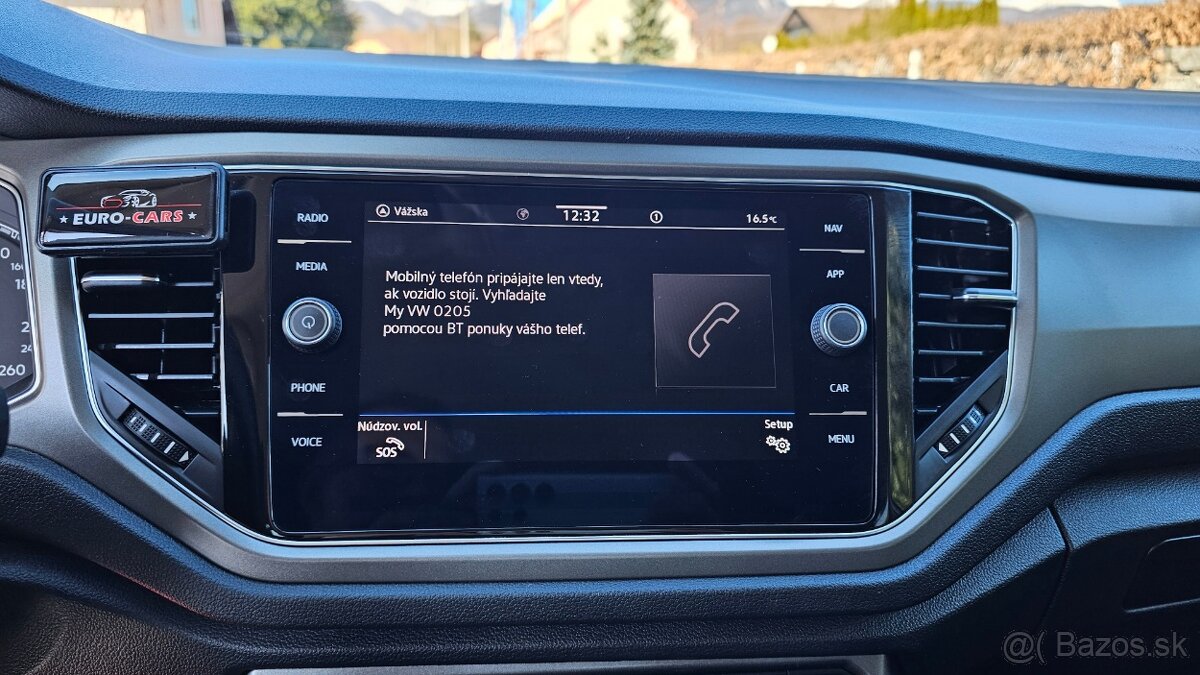 ★ EURO-CARS ★
RADIO
MEDIA
PHONE
VOICE
Vážska
12:32
1
16.5°C
Mobilný telefón pripájajte len vtedy,
ak vozidlo stojí. Vyhľadajte
My VW 0205
pomocou BT ponuky vášho telef.
Núdzov. vol.
SOS
Setup
NAV
APP
CAR
MENU
260
@ Bazos.sk